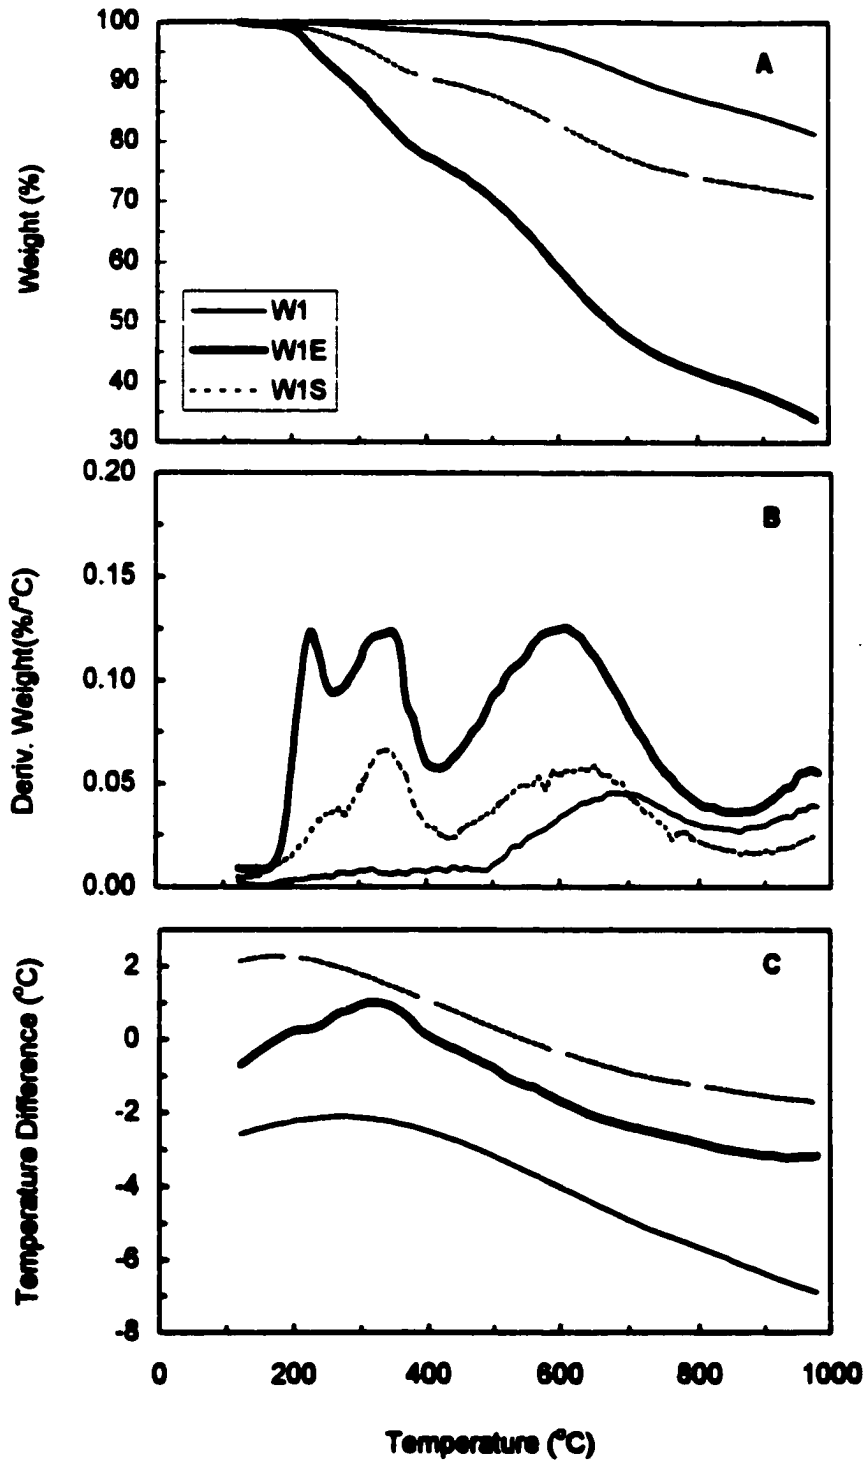 100
90
80
70
60
50
40
30
Weight (%)
A
W1
W1E
W1S
0.20
0.15
0.10
0.05
0.00
Deriv. Weight(%/°C)
B
2
0
-2
-4
-6
-8
Temperature Difference (°C)
C
0 200 400 600 800 1000
Temperature (°C)